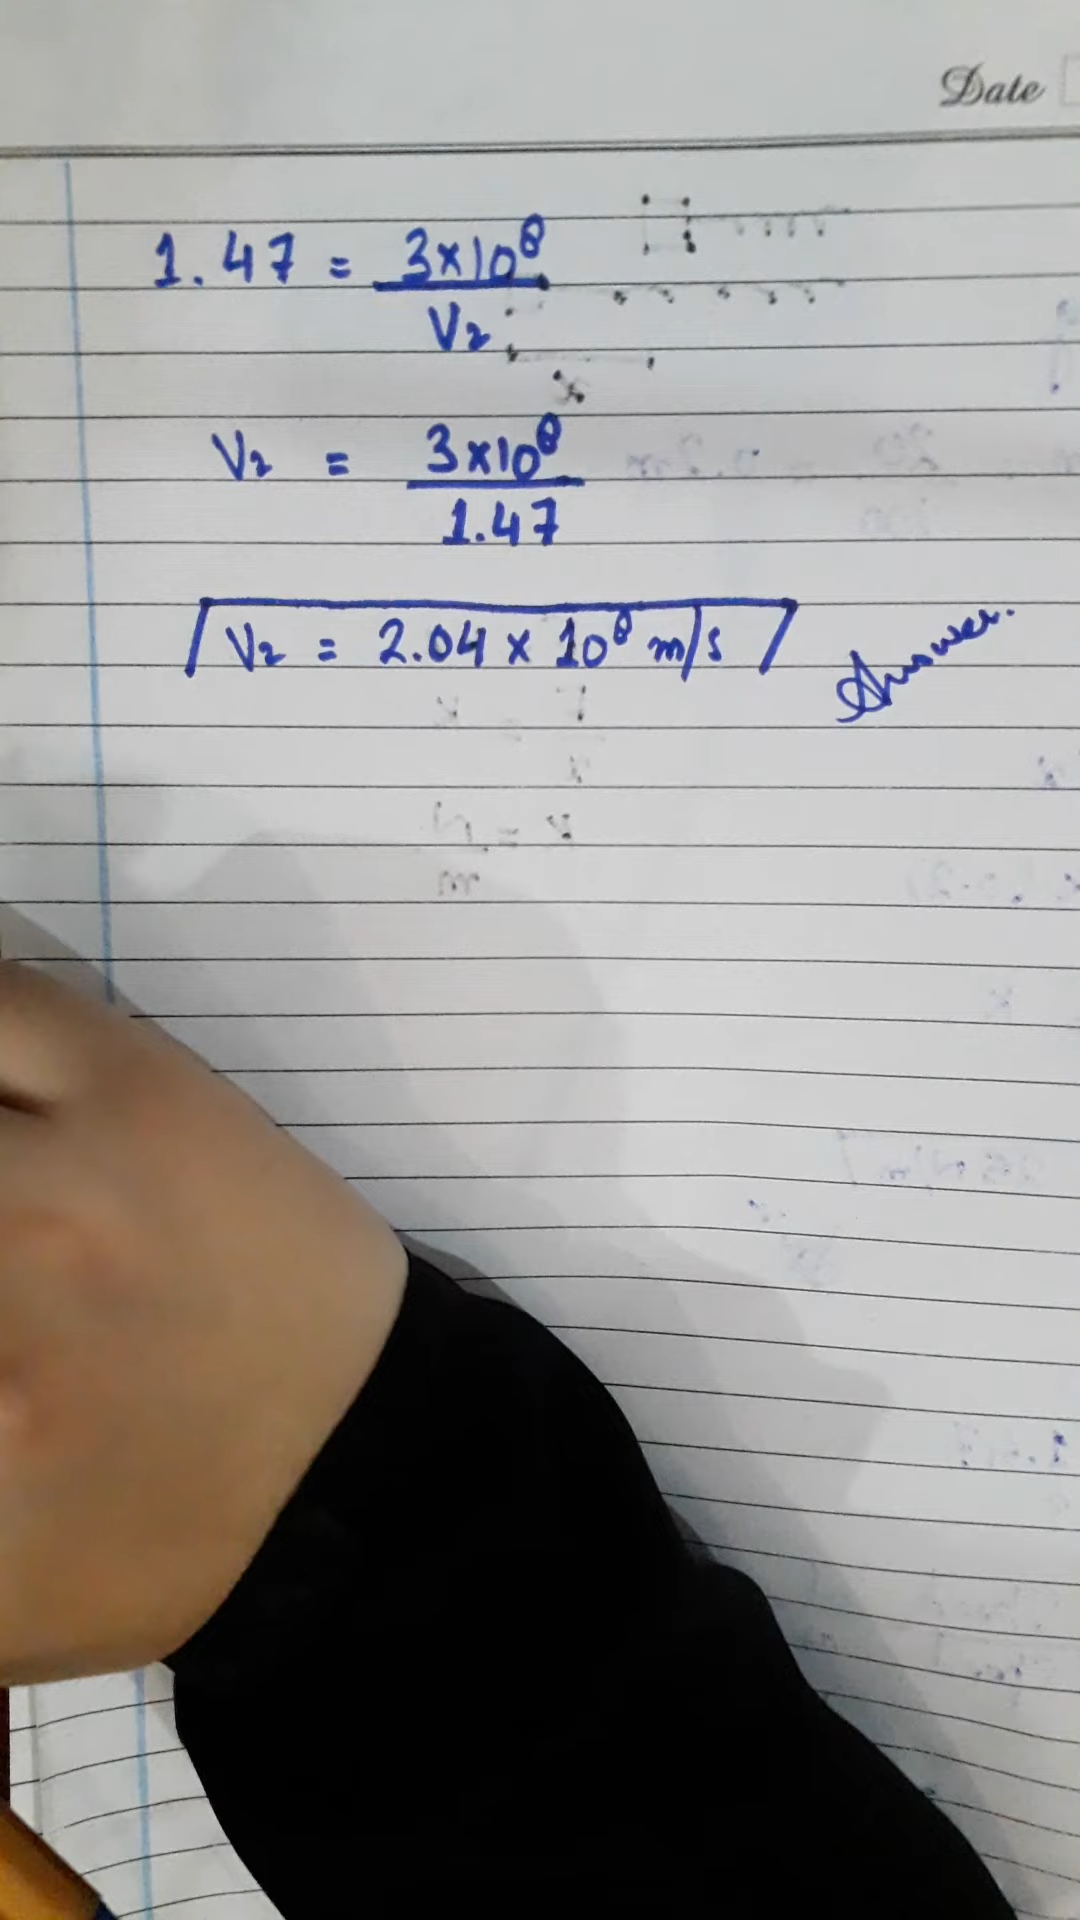 Date
1.47 = 3×10⁸
V₂
V₂ = 3×10⁸
1.47
V₂ = 2.04 × 10⁸ m/s
Answer.